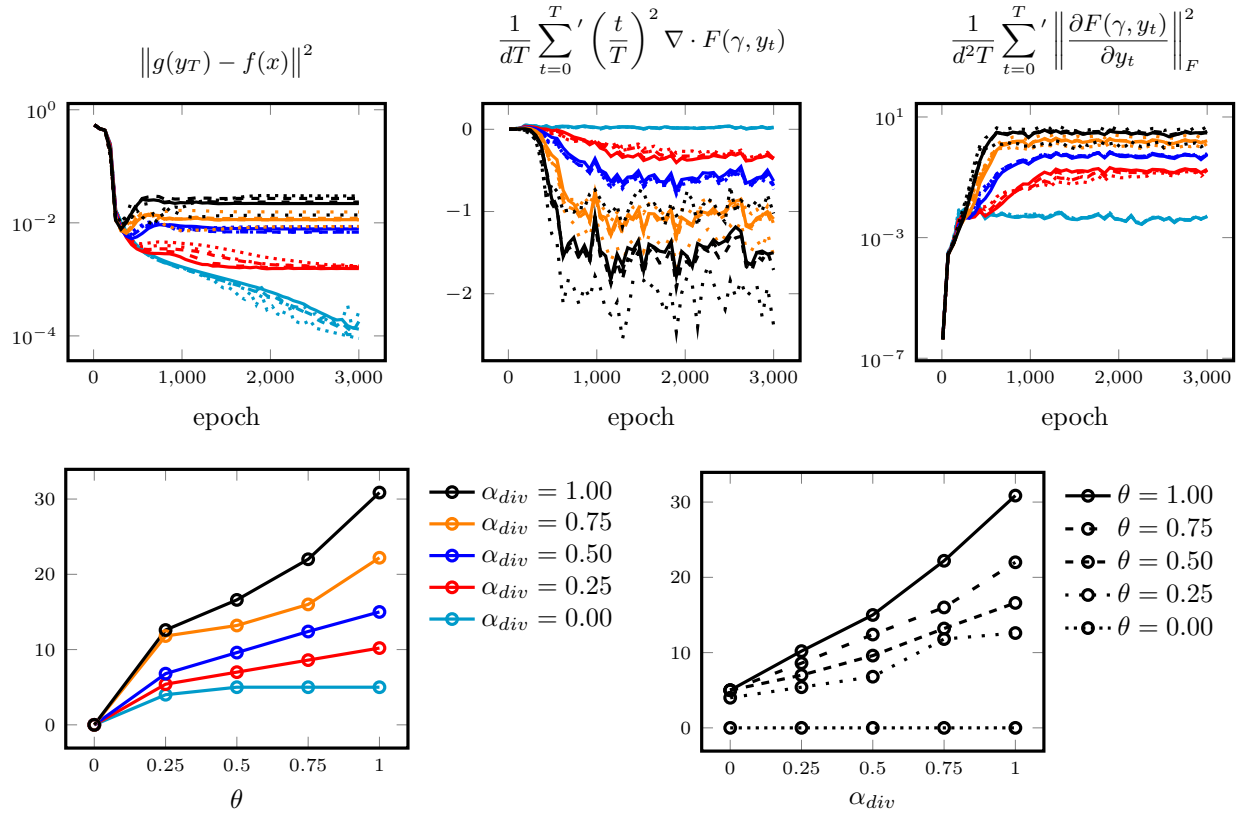 ‖g(y_T) − f(x)‖²
1/(dT) ∑_{t=0}^{T}′ (t/T)² ∇ · F(γ, y_t)
1/(d²T) ∑_{t=0}^{T}′ ‖∂F(γ, y_t)/∂y_t‖²_F
10⁰
10⁻²
10⁻⁴
0 1,000 2,000 3,000
epoch
0 1,000 2,000 3,000
0
−1
−2
epoch
10¹
10⁻³
10⁻⁷
0 1,000 2,000 3,000
epoch
30
20
10
0
0 0.25 0.5 0.75 1
θ
α_div = 1.00
α_div = 0.75
α_div = 0.50
α_div = 0.25
α_div = 0.00
30
20
10
0
0 0.25 0.5 0.75 1
α_div
θ = 1.00
θ = 0.75
θ = 0.50
θ = 0.25
θ = 0.00